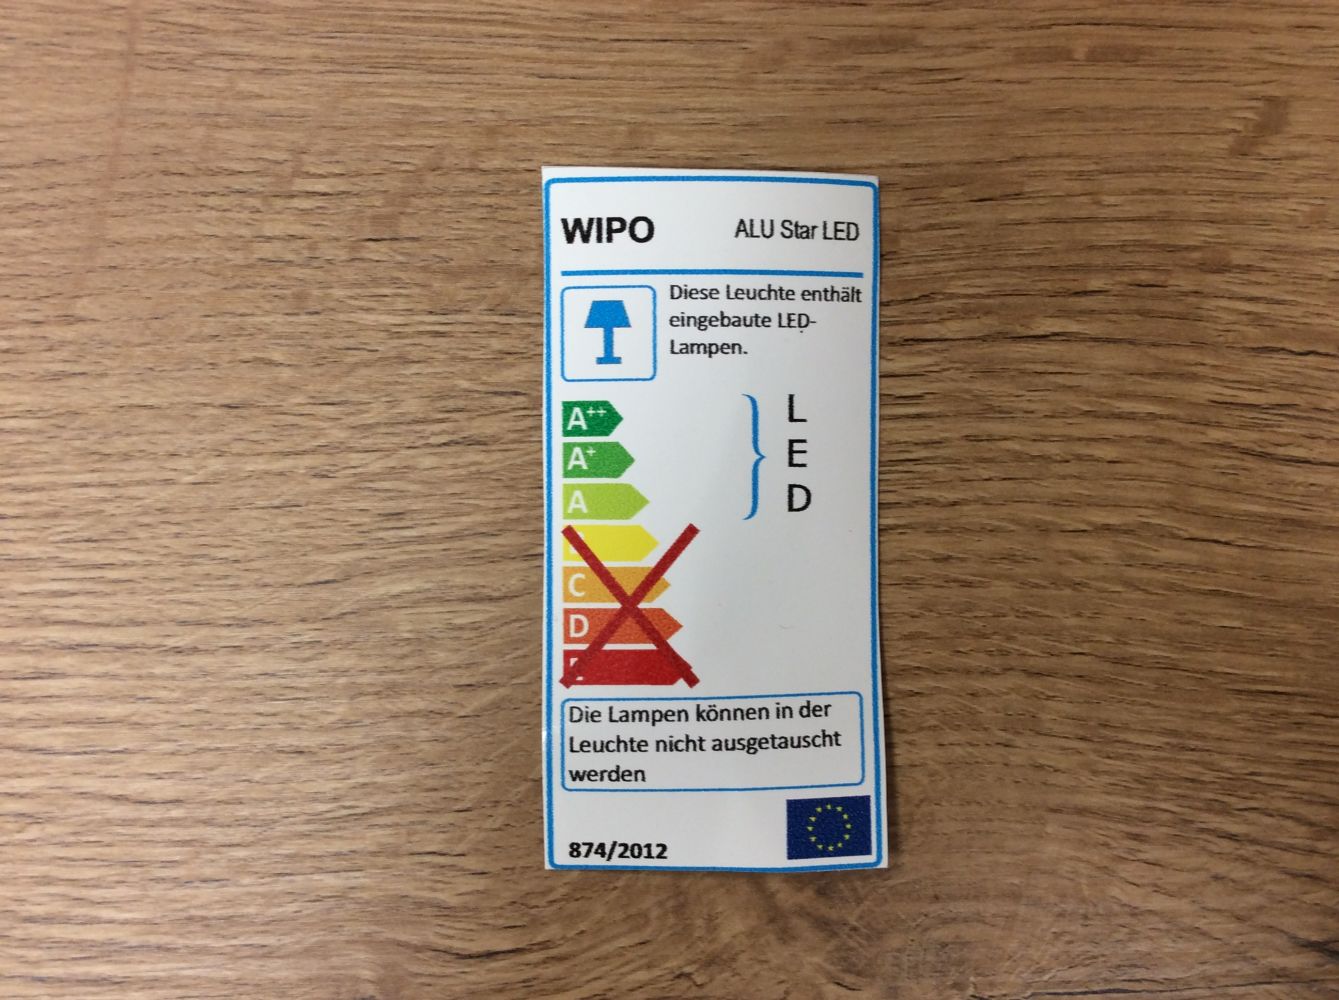 WIPO ALU Star LED
Diese Leuchte enthält
eingebaute LED-
Lampen.
A++
A+
A
C
D
L
E
D
Die Lampen können in der
Leuchte nicht ausgetauscht
werden
874/2012